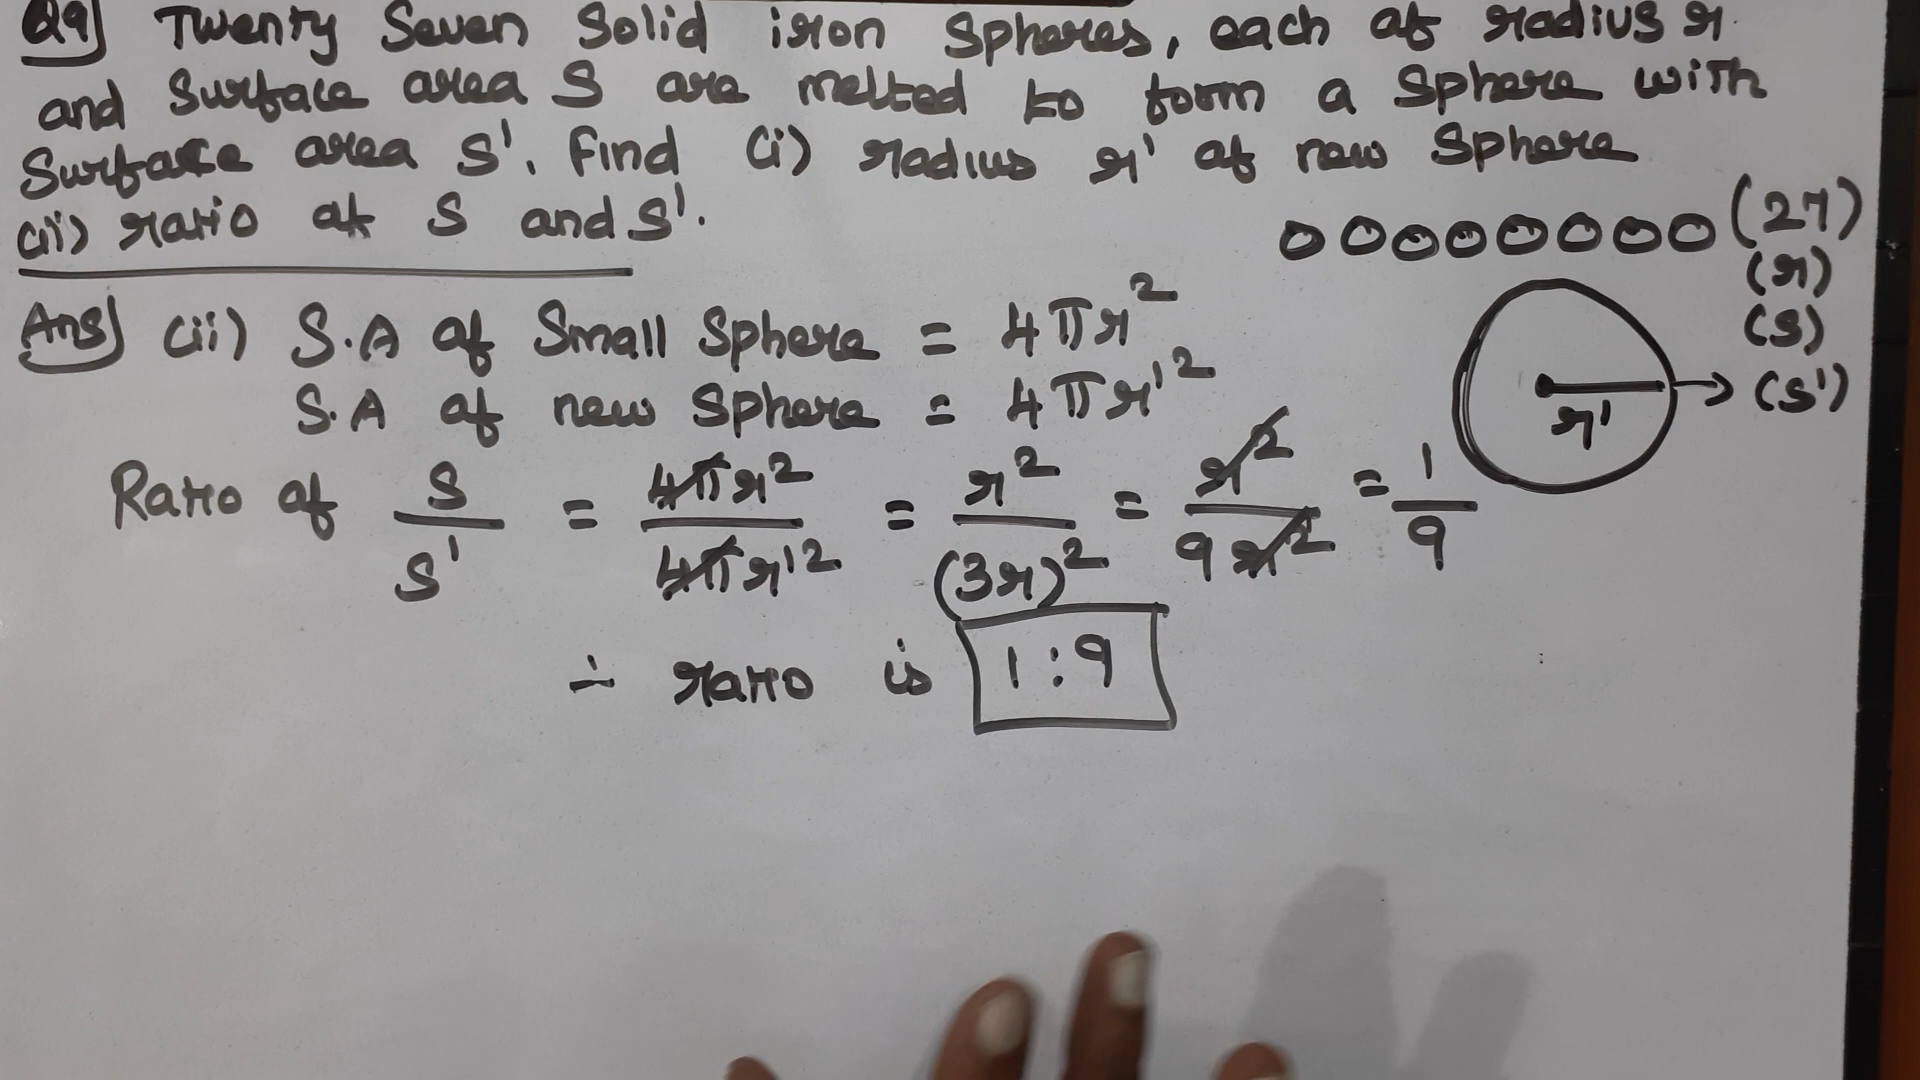 Q9) Twenty Seven Solid iron Spheres, each of radius r
and Surface area S are melted to form a Sphere with
Surface area S'. Find (i) radius r' of new Sphere
(ii) ratio of S and S'.
(27)
(r)
(S)
(S')
r'
Ans) (ii) S.A of Small Sphere = 4πr²
S.A of new Sphere = 4πr'²
Ratio of S/S' = 4πr²/4πr'² = r²/(3r)² = r²/9r² = 1/9
∴ ratio is 1:9